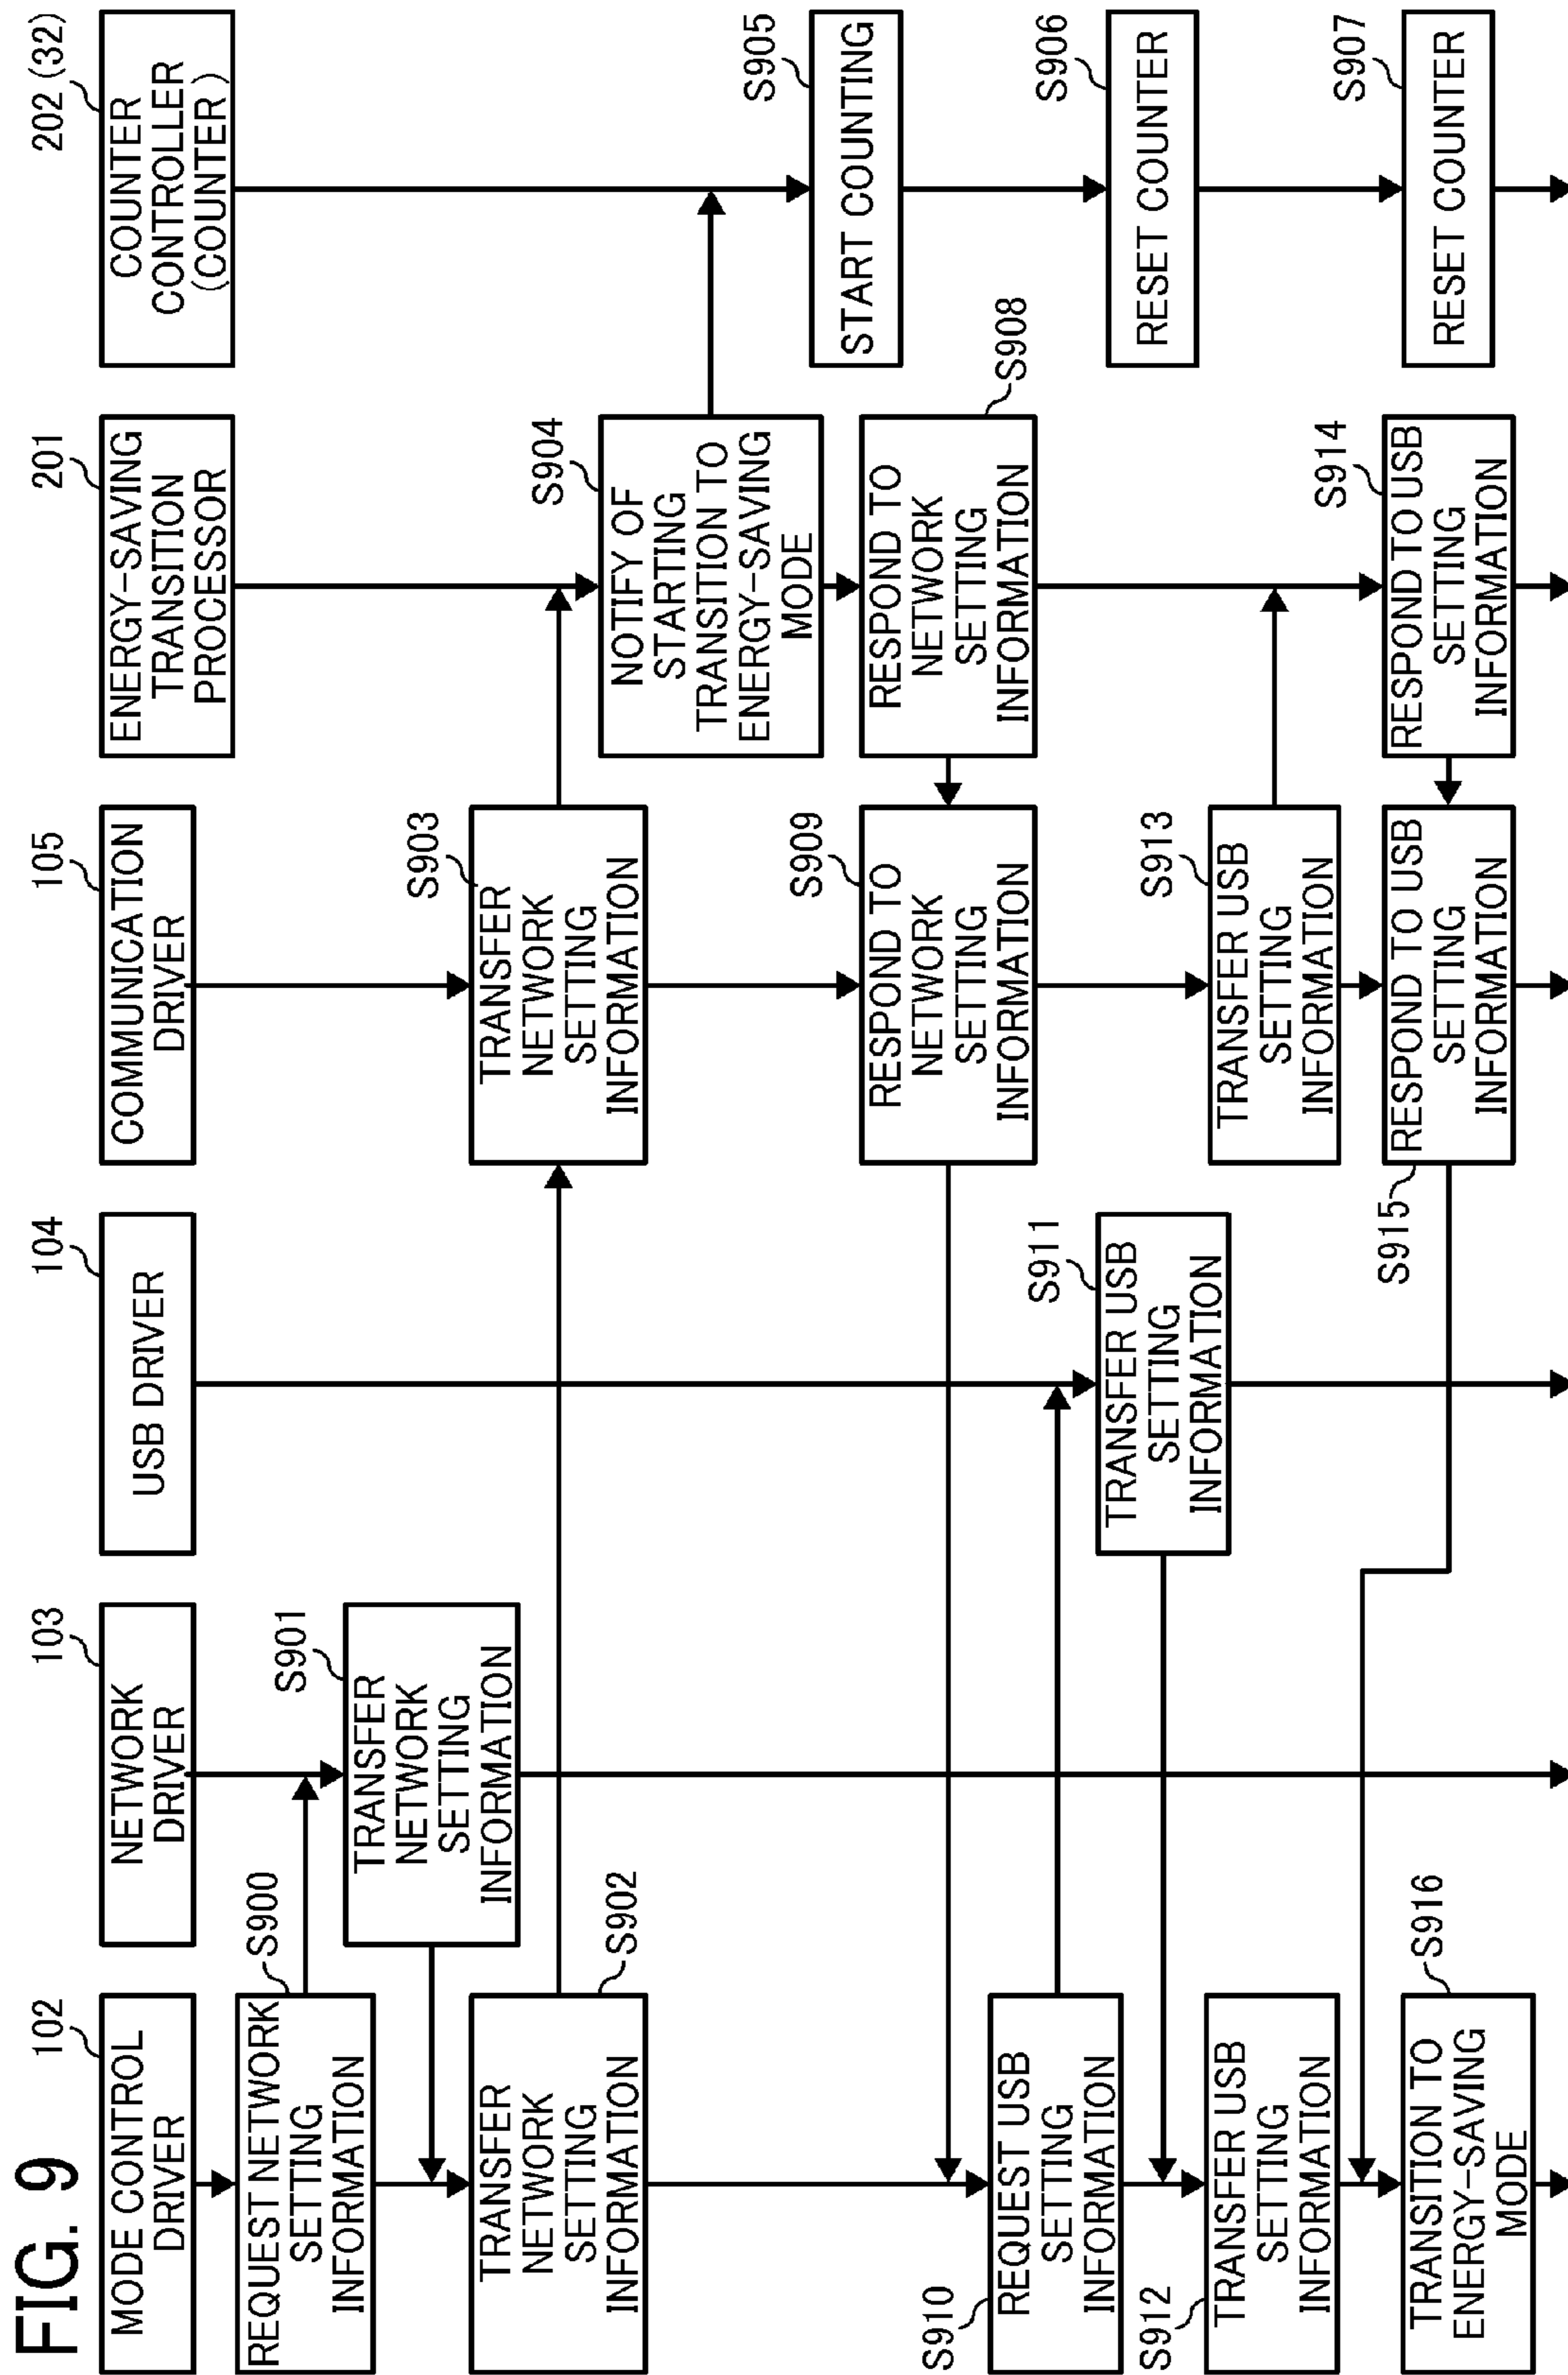 FIG. 9
102
MODE CONTROL
DRIVER
103
NETWORK
DRIVER
104
USB DRIVER
105
COMMUNICATION
DRIVER
201
ENERGY-SAVING
TRANSITION
PROCESSOR
202 (32)
COUNTER
CONTROLLER
(COUNTER)
S900
REQUEST NETWORK
SETTING
INFORMATION
S901
TRANSFER
NETWORK
SETTING
INFORMATION
S902
TRANSFER
NETWORK
SETTING
INFORMATION
S903
TRANSFER
NETWORK
SETTING
INFORMATION
S904
NOTIFY OF
STARTING
TRANSITION TO
ENERGY-SAVING
MODE
S905
START COUNTING
S908
RESPOND TO
NETWORK
SETTING
INFORMATION
S909
RESPOND TO
NETWORK
SETTING
INFORMATION
S910
REQUEST USB
SETTING
INFORMATION
S911
TRANSFER USB
SETTING
INFORMATION
S906
RESET COUNTER
S912
TRANSFER USB
SETTING
INFORMATION
S913
TRANSFER USB
SETTING
INFORMATION
S914
RESPOND TO USB
SETTING
INFORMATION
S915
RESPOND TO USB
SETTING
INFORMATION
S907
RESET COUNTER
S916
TRANSITION TO
ENERGY-SAVING
MODE